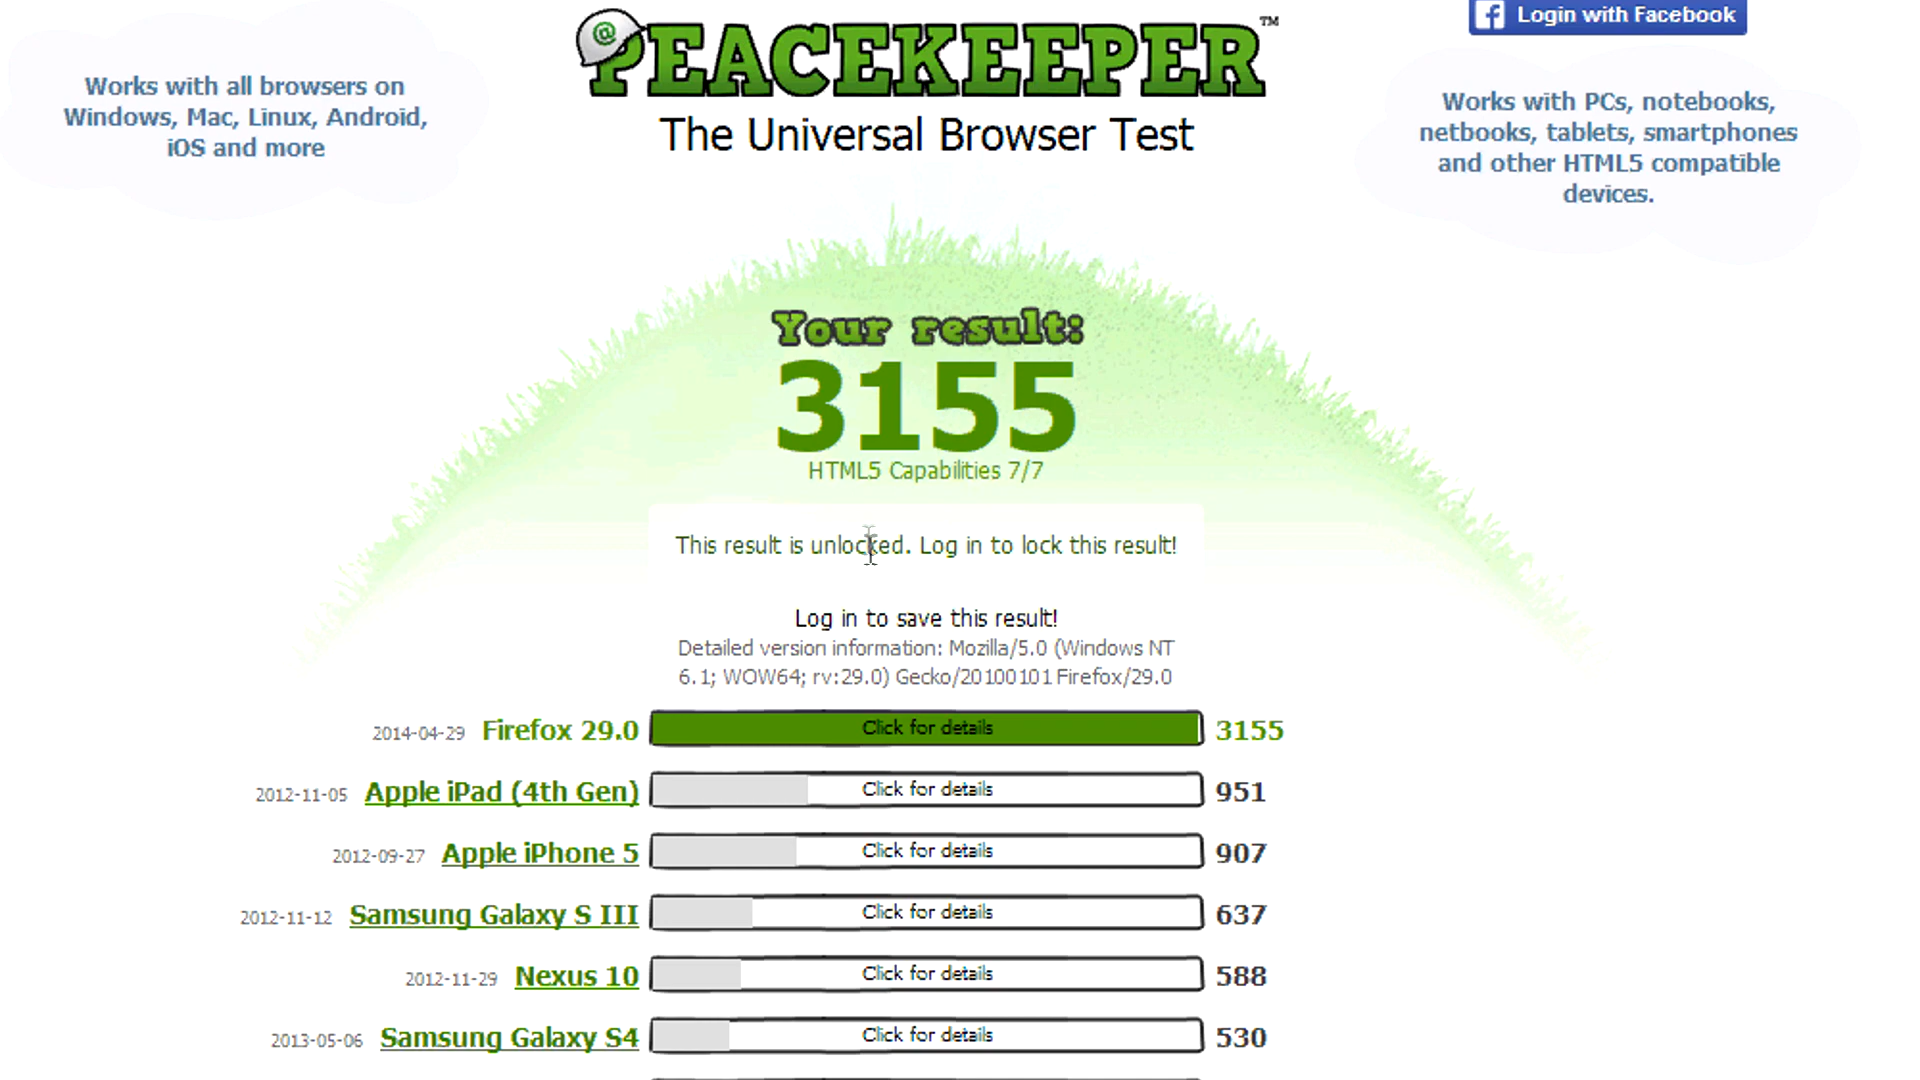 Login with Facebook
PEACEKEEPER™
The Universal Browser Test
Works with all browsers on
Windows, Mac, Linux, Android,
iOS and more
Works with PCs, notebooks,
netbooks, tablets, smartphones
and other HTML5 compatible
devices.
Your result:
3155
HTML5 Capabilities 7/7
This result is unlocked. Log in to lock this result!
Log in to save this result!
Detailed version information: Mozilla/5.0 (Windows NT
6.1; WOW64; rv:29.0) Gecko/20100101 Firefox/29.0
2014-04-29 Firefox 29.0 Click for details 3155
2012-11-05 Apple iPad (4th Gen) Click for details 951
2012-09-27 Apple iPhone 5 Click for details 907
2012-11-12 Samsung Galaxy S III Click for details 637
2012-11-29 Nexus 10 Click for details 588
2013-05-06 Samsung Galaxy S4 Click for details 530